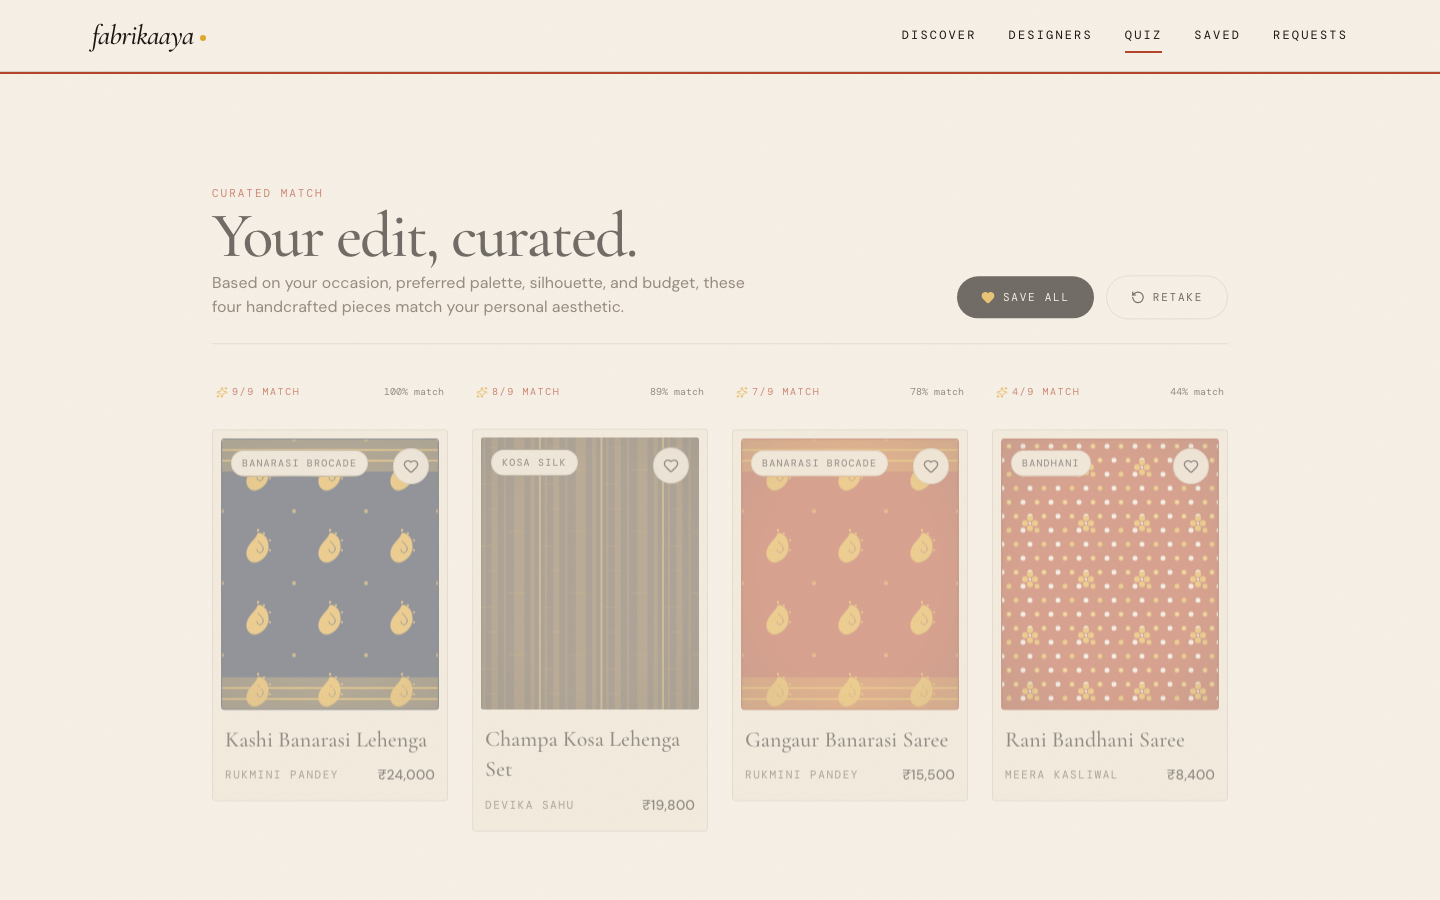 fabrikaaya
DISCOVER DESIGNERS QUIZ SAVED REQUESTS
CURATED MATCH
Your edit, curated.
Based on your occasion, preferred palette, silhouette, and budget, these
four handcrafted pieces match your personal aesthetic.
SAVE ALL
RETAKE
9/9 MATCH 100% match
8/9 MATCH 89% match
7/9 MATCH 78% match
4/9 MATCH 44% match
BANARASI BROCADE
Kashi Banarasi Lehenga
RUKMINI PANDEY ₹24,000
KOSA SILK
Champa Kosa Lehenga
Set
DEVIKA SAHU ₹19,800
BANARASI BROCADE
Gangaur Banarasi Saree
RUKMINI PANDEY ₹15,500
BANDHANI
Rani Bandhani Saree
MEERA KASLIWAL ₹8,400